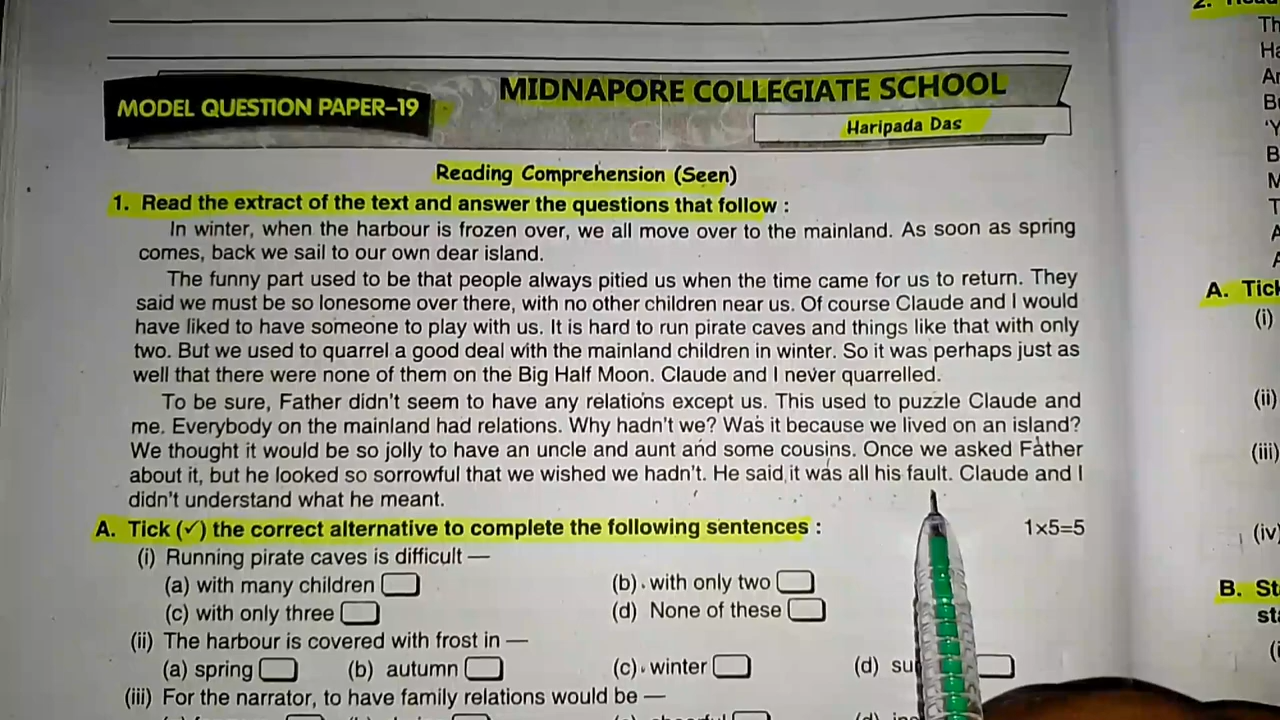 MODEL QUESTION PAPER–19
MIDNAPORE COLLEGIATE SCHOOL
Haripada Das
Reading Comprehension (Seen)
1. Read the extract of the text and answer the questions that follow :
In winter, when the harbour is frozen over, we all move over to the mainland. As soon as spring
comes, back we sail to our own dear island.
The funny part used to be that people always pitied us when the time came for us to return. They
said we must be so lonesome over there, with no other children near us. Of course Claude and I would
have liked to have someone to play with us. It is hard to run pirate caves and things like that with only
two. But we used to quarrel a good deal with the mainland children in winter. So it was perhaps just as
well that there were none of them on the Big Half Moon. Claude and I never quarrelled.
To be sure, Father didn't seem to have any relations except us. This used to puzzle Claude and
me. Everybody on the mainland had relations. Why hadn't we? Was it because we lived on an island?
We thought it would be so jolly to have an uncle and aunt and some cousins. Once we asked Father
about it, but he looked so sorrowful that we wished we hadn't. He said it was all his fault. Claude and I
didn't understand what he meant.
A. Tick (✓) the correct alternative to complete the following sentences : 1×5=5
(i) Running pirate caves is difficult —
(a) with many children (b) with only two
(c) with only three (d) None of these
(ii) The harbour is covered with frost in —
(a) spring (b) autumn (c) winter (d)
(iii) For the narrator, to have family relations would be —
A. Tick
(i)
(ii)
(iii)
(iv)
B.
(i